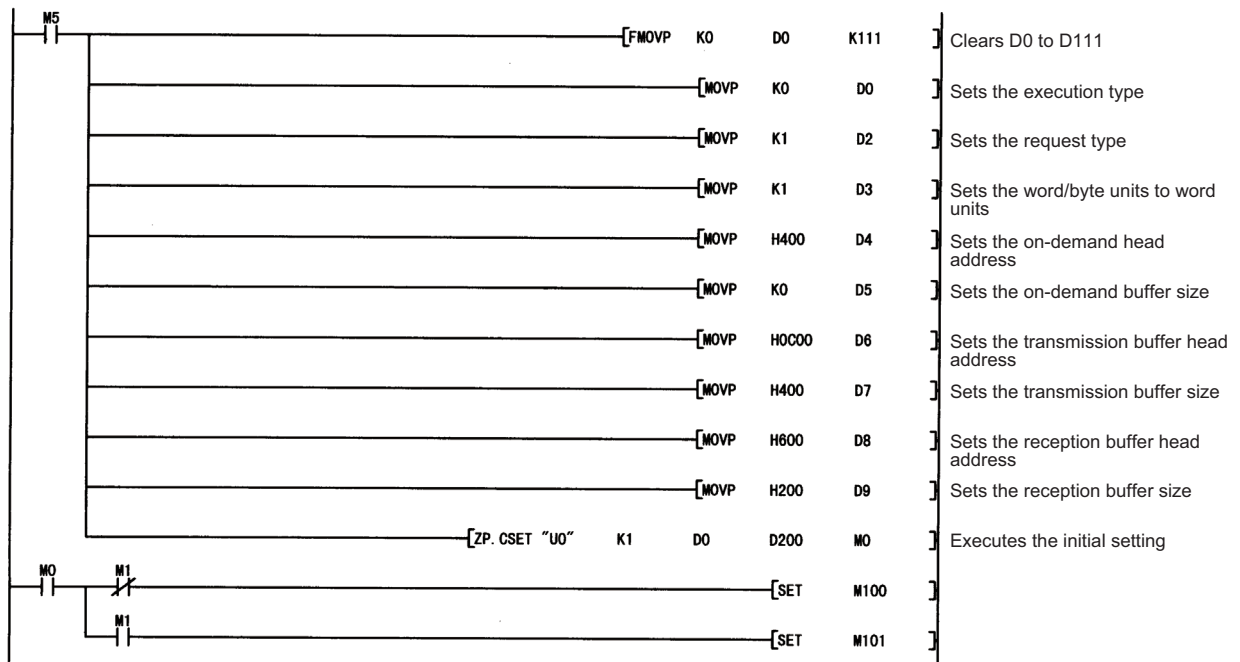 M5
FMOVP K0 D0 K111 Clears D0 to D111
MOVP K0 D0 Sets the execution type
MOVP K1 D2 Sets the request type
MOVP K1 D3 Sets the word/byte units to word
units
MOVP H400 D4 Sets the on-demand head
address
MOVP K0 D5 Sets the on-demand buffer size
MOVP H0C00 D6 Sets the transmission buffer head
address
MOVP H400 D7 Sets the transmission buffer size
MOVP H600 D8 Sets the reception buffer head
address
MOVP H200 D9 Sets the reception buffer size
ZP.CSET "U0" K1 D0 D200 M0 Executes the initial setting
M0 M1
SET M100
M1
SET M101